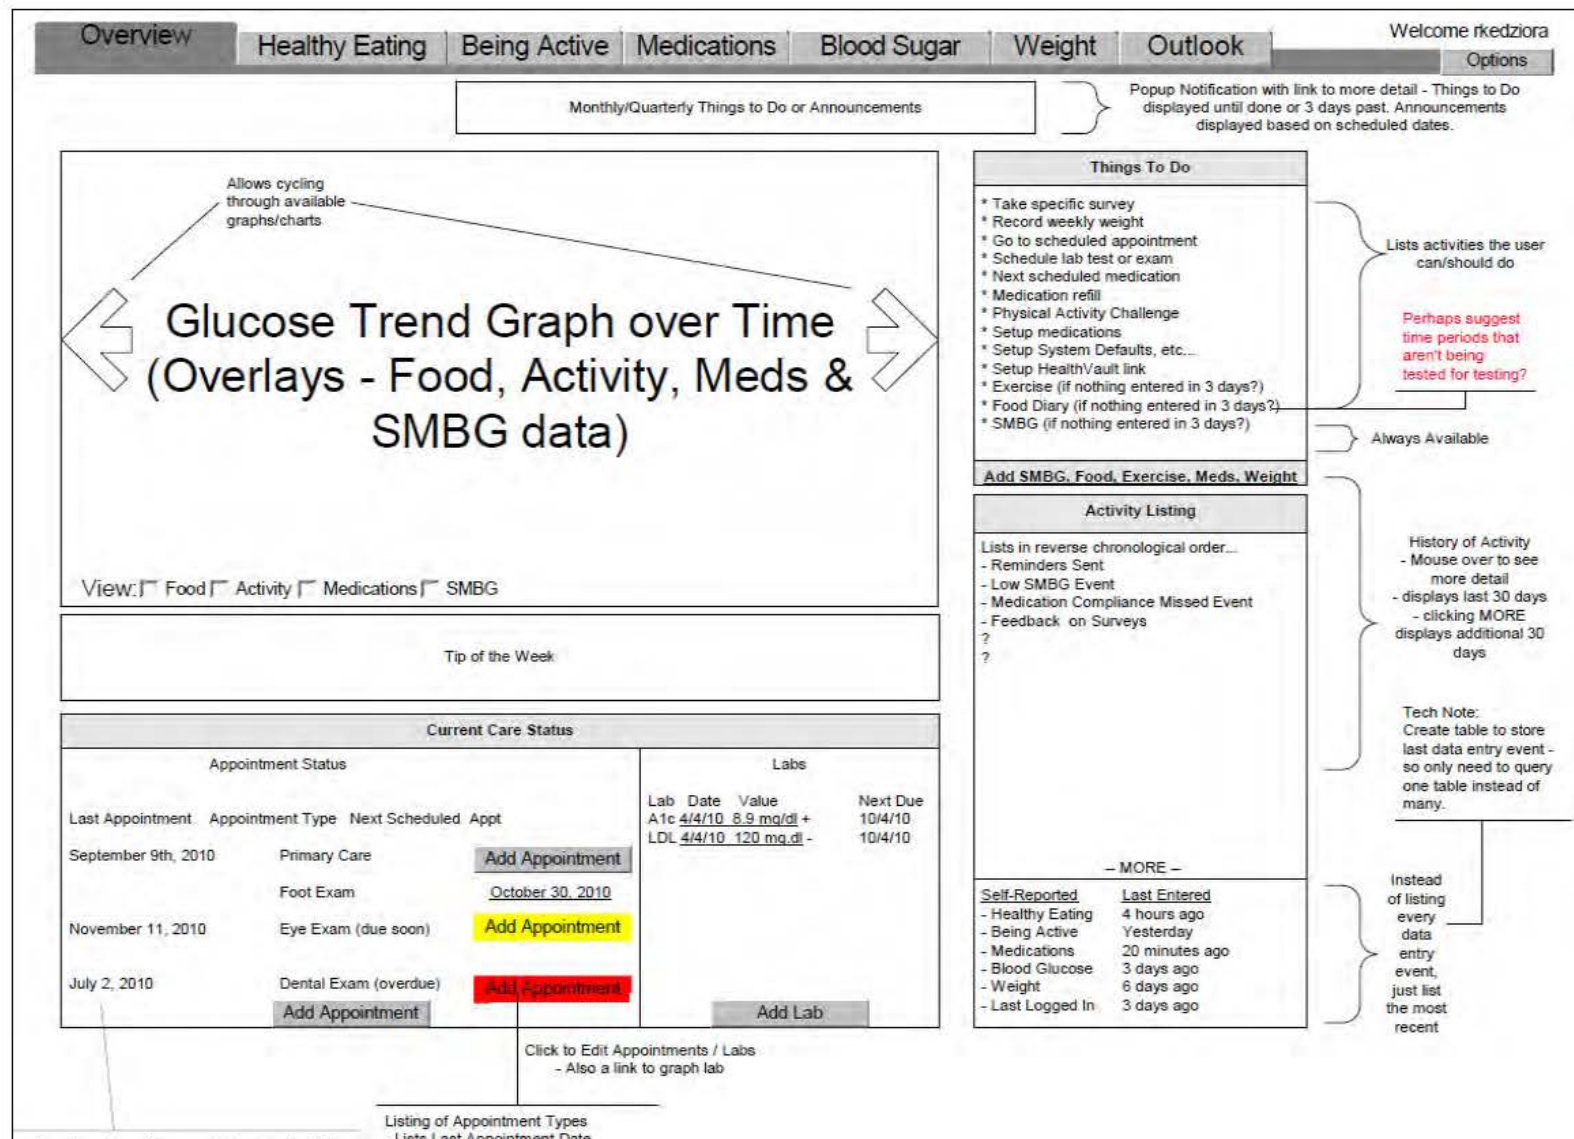 Overview
Healthy Eating
Being Active
Medications
Blood Sugar
Weight
Outlook
Welcome rkedziora
Options
Monthly/Quarterly Things to Do or Announcements
Popup Notification with link to more detail - Things to Do
displayed until done or 3 days past. Announcements
displayed based on scheduled dates.
Allows cycling
through available
graphs/charts
Glucose Trend Graph over Time
(Overlays - Food, Activity, Meds &
SMBG data)
View: Food Activity Medications SMBG
Tip of the Week
Things To Do
* Take specific survey
* Record weekly weight
* Go to scheduled appointment
* Schedule lab test or exam
* Next scheduled medication
* Medication refill
* Physical Activity Challenge
* Setup medications
* Setup System Defaults, etc...
* Setup HealthVault link
* Exercise (if nothing entered in 3 days?)
* Food Diary (if nothing entered in 3 days?)
* SMBG (if nothing entered in 3 days?)
Add SMBG, Food, Exercise, Meds, Weight
Lists activities the user
can/should do
Perhaps suggest
time periods that
aren't being
tested for testing?
Always Available
Activity Listing
Lists in reverse chronological order...
- Reminders Sent
- Low SMBG Event
- Medication Compliance Missed Event
- Feedback on Surveys
?
?
-- MORE --
History of Activity
- Mouse over to see
more detail
- displays last 30 days
- clicking MORE
displays additional 30
days
Tech Note:
Create table to store
last data entry event -
so only need to query
one table instead of
many.
Self-Reported Last Entered
- Healthy Eating 4 hours ago
- Being Active Yesterday
- Medications 20 minutes ago
- Blood Glucose 3 days ago
- Weight 6 days ago
- Last Logged In 3 days ago
Instead
of listing
every
data
entry
event,
just list
the most
recent
Current Care Status
Appointment Status
Last Appointment Appointment Type Next Scheduled Appt
September 9th, 2010 Primary Care Add Appointment
Foot Exam October 30, 2010
November 11, 2010 Eye Exam (due soon) Add Appointment
July 2, 2010 Dental Exam (overdue) Add Appointment
Add Appointment
Labs
Lab Date Value Next Due
A1c 4/4/10 8.9 mg/dl + 10/4/10
LDL 4/4/10 120 mg.dl - 10/4/10
Add Lab
Click to Edit Appointments / Labs
- Also a link to graph lab
Listing of Appointment Types
- Lists Last Appointment Date